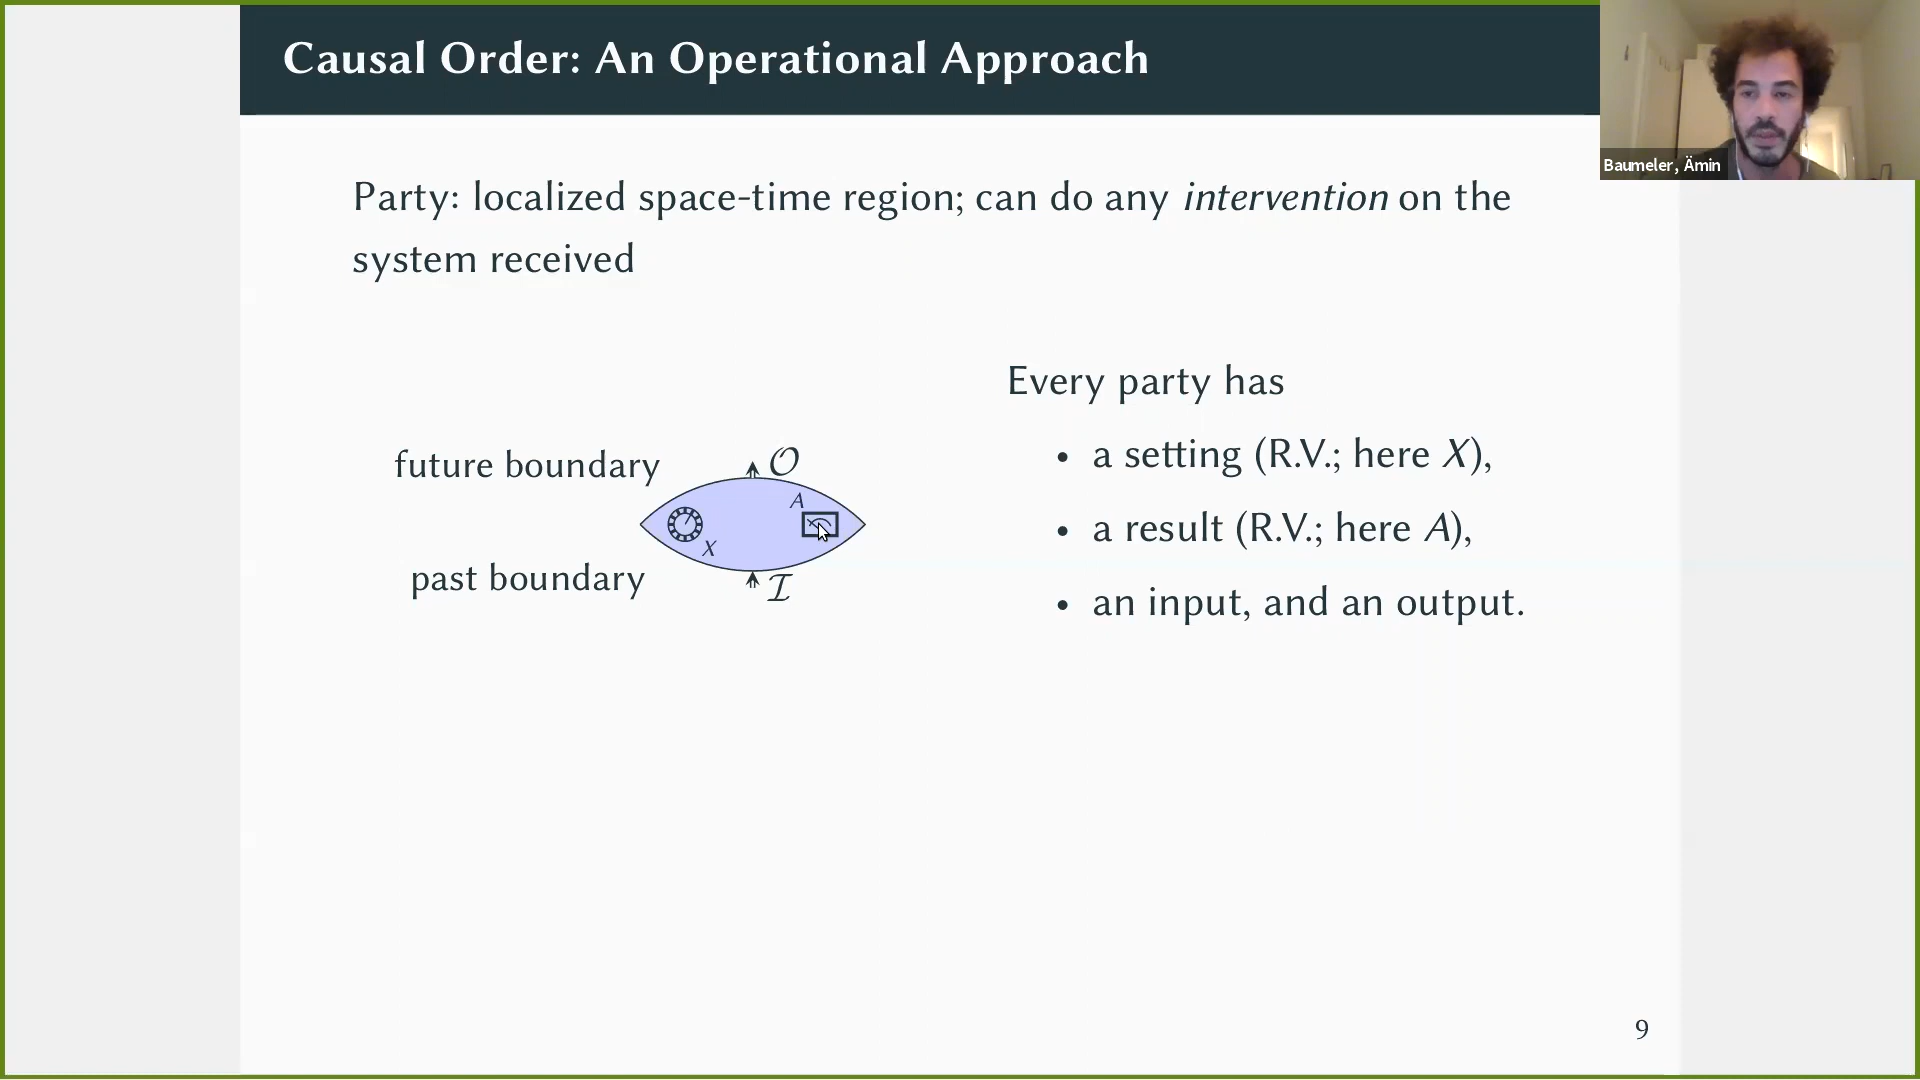 Causal Order: An Operational Approach
Baumeler, Ämin
Party: localized space-time region; can do any intervention on the
system received
Every party has
• a setting (R.V.; here X),
• a result (R.V.; here A),
• an input, and an output.
future boundary
𝒪
A
X
past boundary
ℐ
9